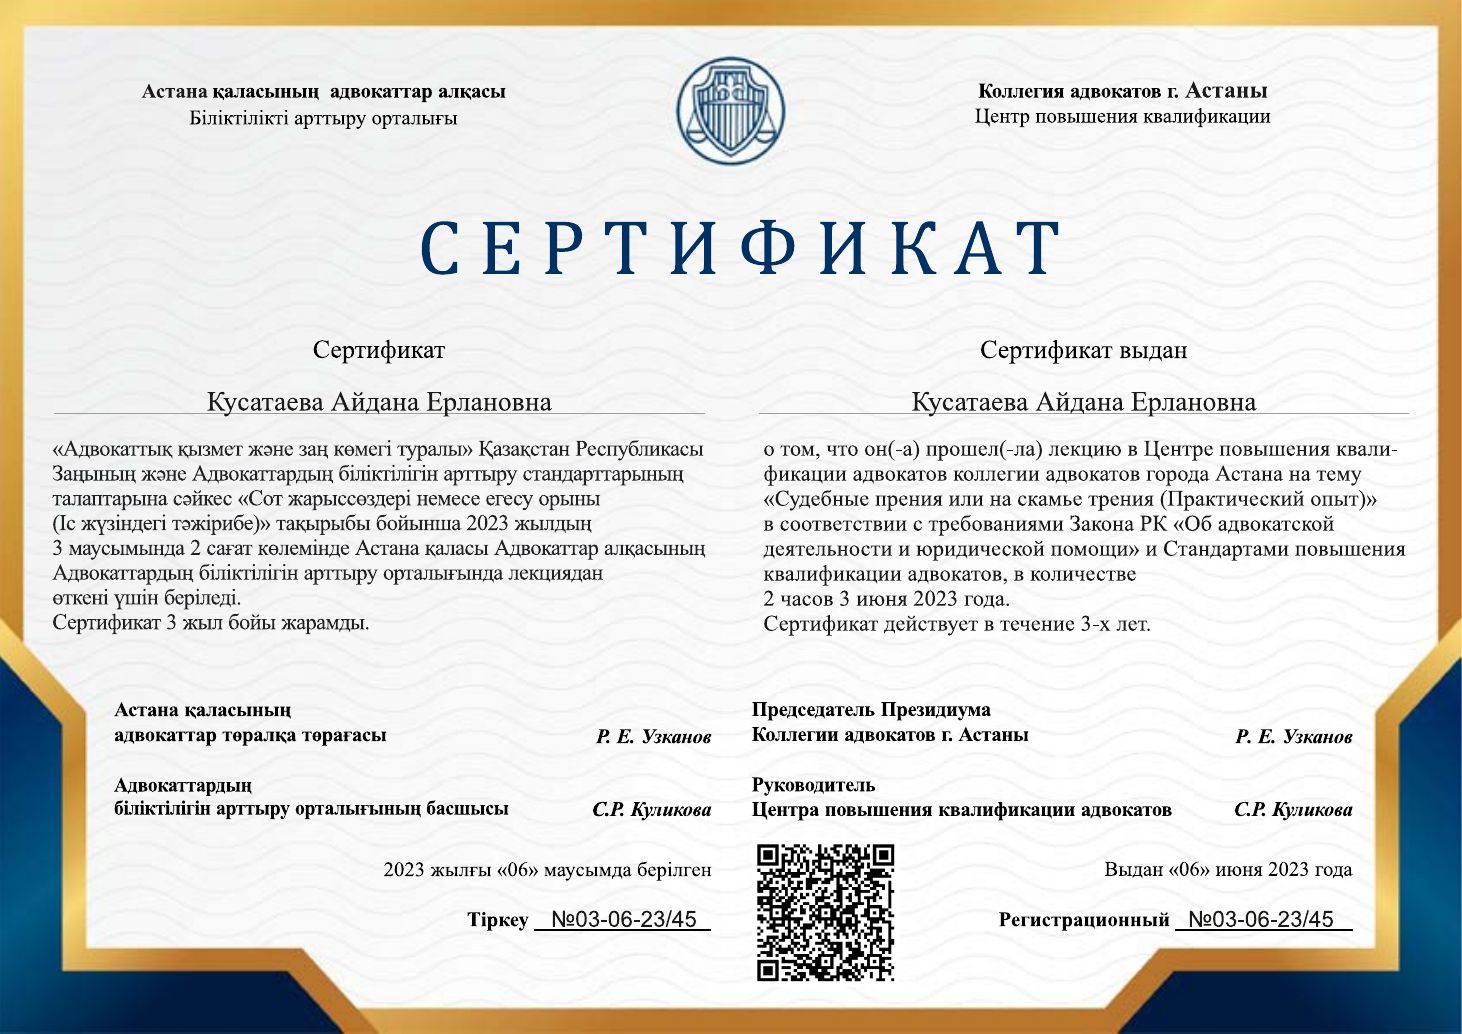 Астана қаласының адвокаттар алқасы
Біліктілікті арттыру орталығы
Коллегия адвокатов г. Астаны
Центр повышения квалификации
СЕРТИФИКАТ
Сертификат
Кусатаева Айдана Ерлановна
«Адвокаттық қызмет және заң көмегі туралы» Қазақстан Республикасы
Заңының және Адвокаттардың біліктілігін арттыру стандарттарының
талаптарына сәйкес «Сот жарыссөздері немесе егесу орыны
(Іс жүзіндегі тәжірибе)» тақырыбы бойынша 2023 жылдың
3 маусымында 2 сағат көлемінде Астана қаласы Адвокаттар алқасының
Адвокаттардың біліктілігін арттыру орталығында лекциядан
өткені үшін беріледі.
Сертификат 3 жыл бойы жарамды.
Сертификат выдан
Кусатаева Айдана Ерлановна
о том, что он(-а) прошел(-ла) лекцию в Центре повышения квали-
фикации адвокатов коллегии адвокатов города Астана на тему
«Судебные прения или на скамье трения (Практический опыт)»
в соответствии с требованиями Закона РК «Об адвокатской
деятельности и юридической помощи» и Стандартами повышения
квалификации адвокатов, в количестве
2 часов 3 июня 2023 года.
Сертификат действует в течение 3-х лет.
Астана қаласының
адвокаттар төралқа төрағасы Р. Е. Узканов
Адвокаттардың
біліктілігін арттыру орталығының басшысы С.Р. Куликова
2023 жылғы «06» маусымда берілген
Тіркеу №03-06-23/45
Председатель Президиума
Коллегии адвокатов г. Астаны Р. Е. Узканов
Руководитель
Центра повышения квалификации адвокатов С.Р. Куликова
Выдан «06» июня 2023 года
Регистрационный №03-06-23/45